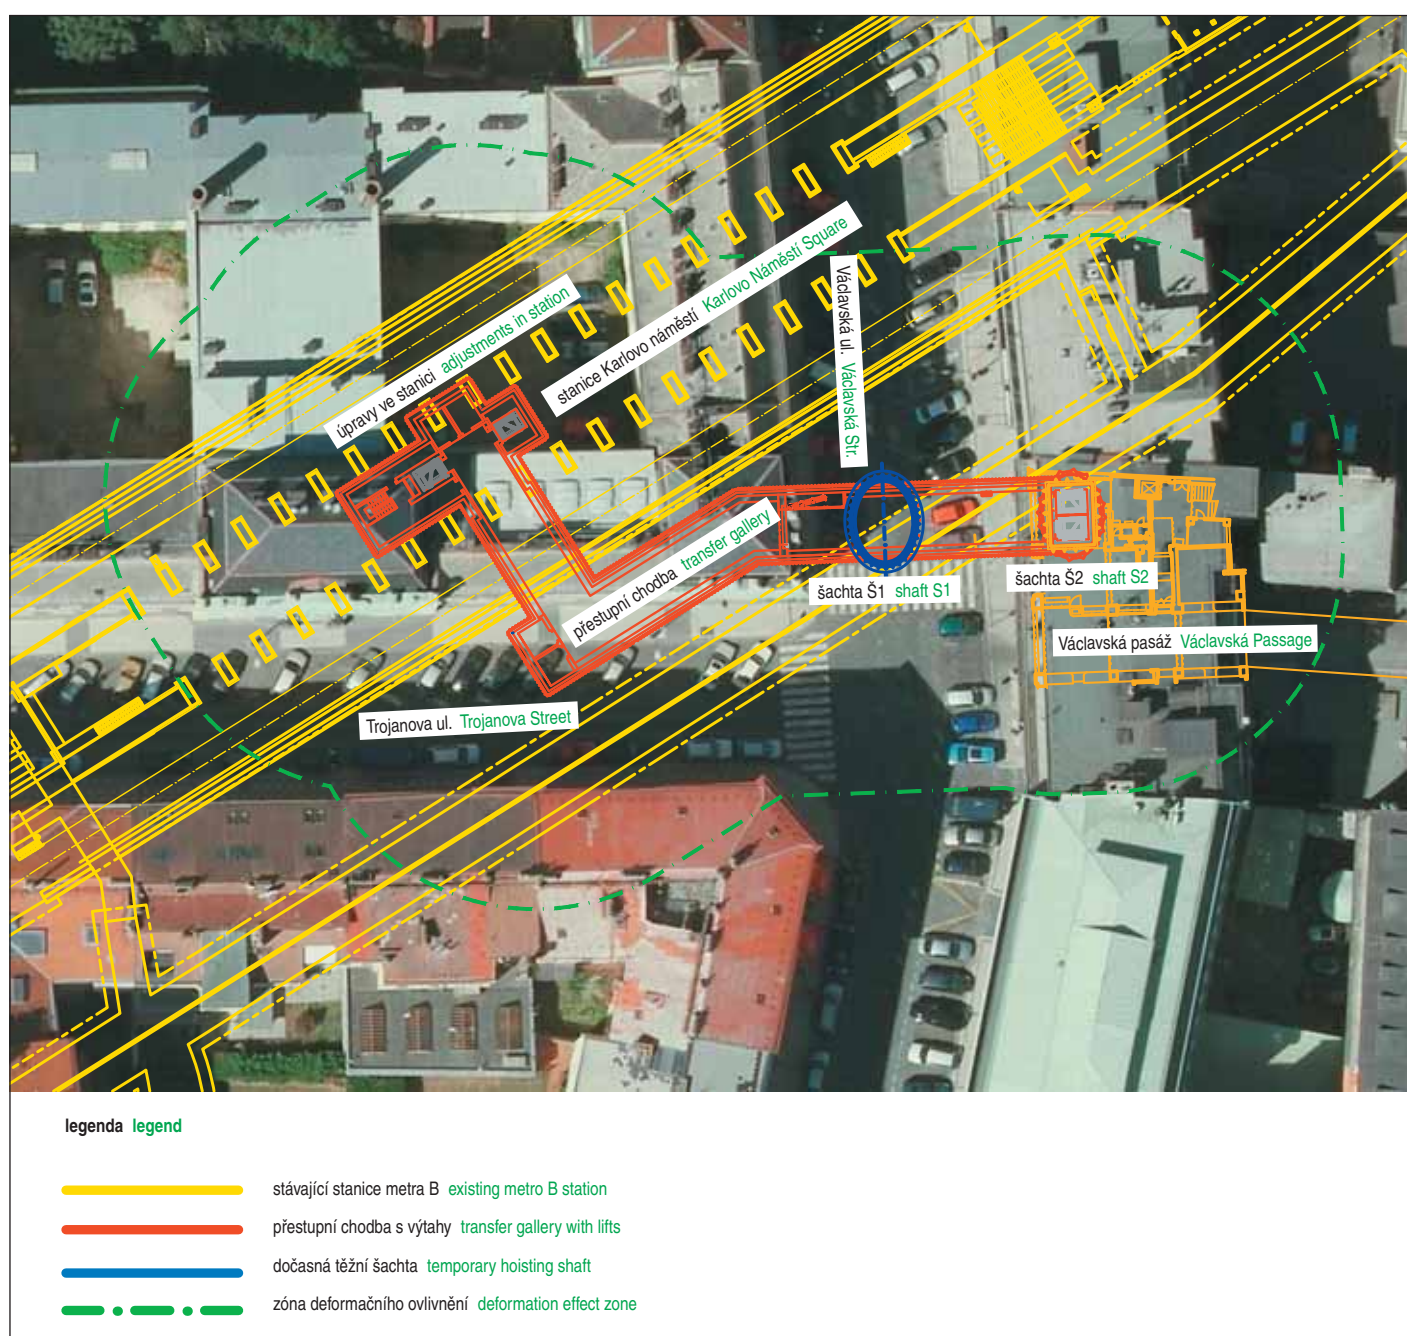 stanice Karlovo náměstí Karlovo Náměstí Square
úpravy ve stanici adjustments in station
Václavská ul. Václavská Str.
přestupní chodba transfer gallery
šachta Š1 shaft S1
šachta Š2 shaft S2
Václavská pasáž Václavská Passage
Trojanova ul. Trojanova Street
legenda legend
stávající stanice metra B existing metro B station
přestupní chodba s výtahy transfer gallery with lifts
dočasná těžní šachta temporary hoisting shaft
zóna deformačního ovlivnění deformation effect zone